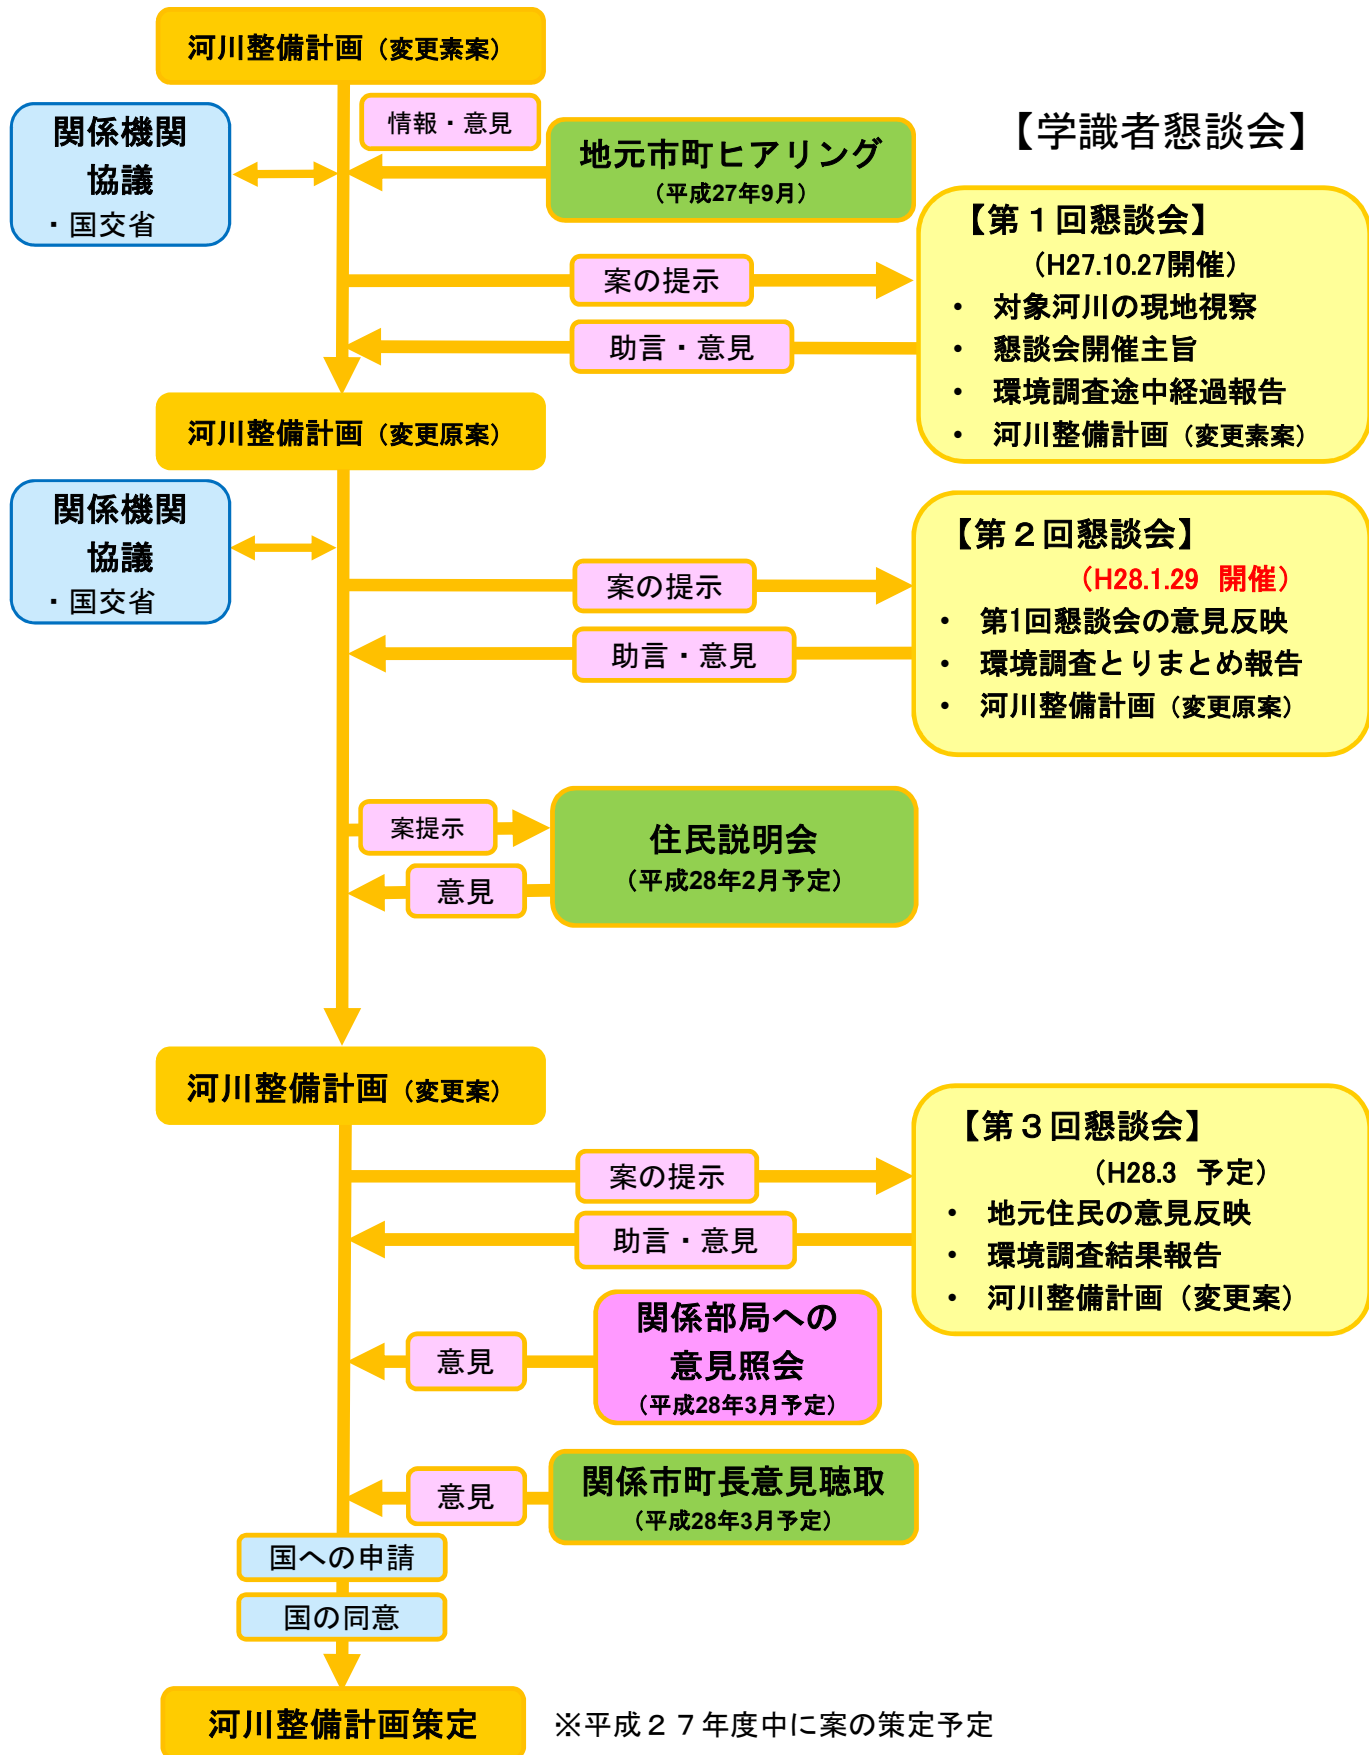 河川整備計画（変更素案）
情報・意見
関係機関
協議
・国交省
地元市町ヒアリング
（平成27年9月）
【学識者懇談会】
【第１回懇談会】
（H27.10.27開催）
・ 対象河川の現地視察
・ 懇談会開催主旨
・ 環境調査途中経過報告
・ 河川整備計画（変更素案）
案の提示
助言・意見
河川整備計画（変更原案）
関係機関
協議
・国交省
【第２回懇談会】
（H28.1.29 開催）
・ 第1回懇談会の意見反映
・ 環境調査とりまとめ報告
・ 河川整備計画（変更原案）
案の提示
助言・意見
案提示
意見
住民説明会
（平成28年2月予定）
河川整備計画（変更案）
【第３回懇談会】
（H28.3 予定）
・ 地元住民の意見反映
・ 環境調査結果報告
・ 河川整備計画（変更案）
案の提示
助言・意見
関係部局への
意見照会
（平成28年3月予定）
意見
関係市町長意見聴取
（平成28年3月予定）
意見
国への申請
国の同意
河川整備計画策定
※平成２７年度中に案の策定予定